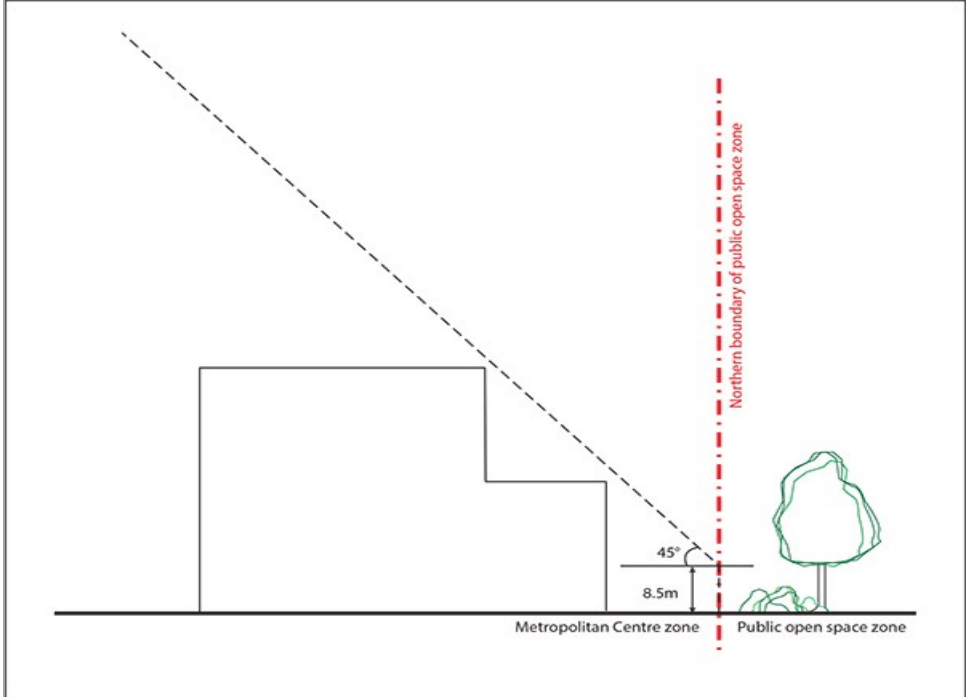 Northern boundary of public open space zone
45°
8.5m
Metropolitan Centre zone
Public open space zone